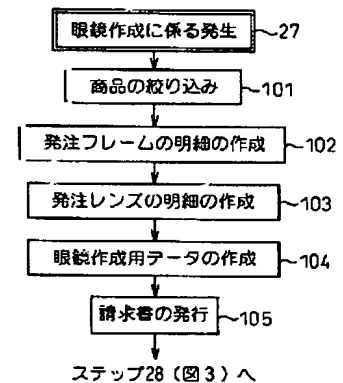 眼鏡作成に係る発生 27
商品の絞り込み 101
発注フレームの明細の作成 102
発注レンズの明細の作成 103
眼鏡作成用データの作成 104
請求書の発行 105
ステップ28（図3）へ